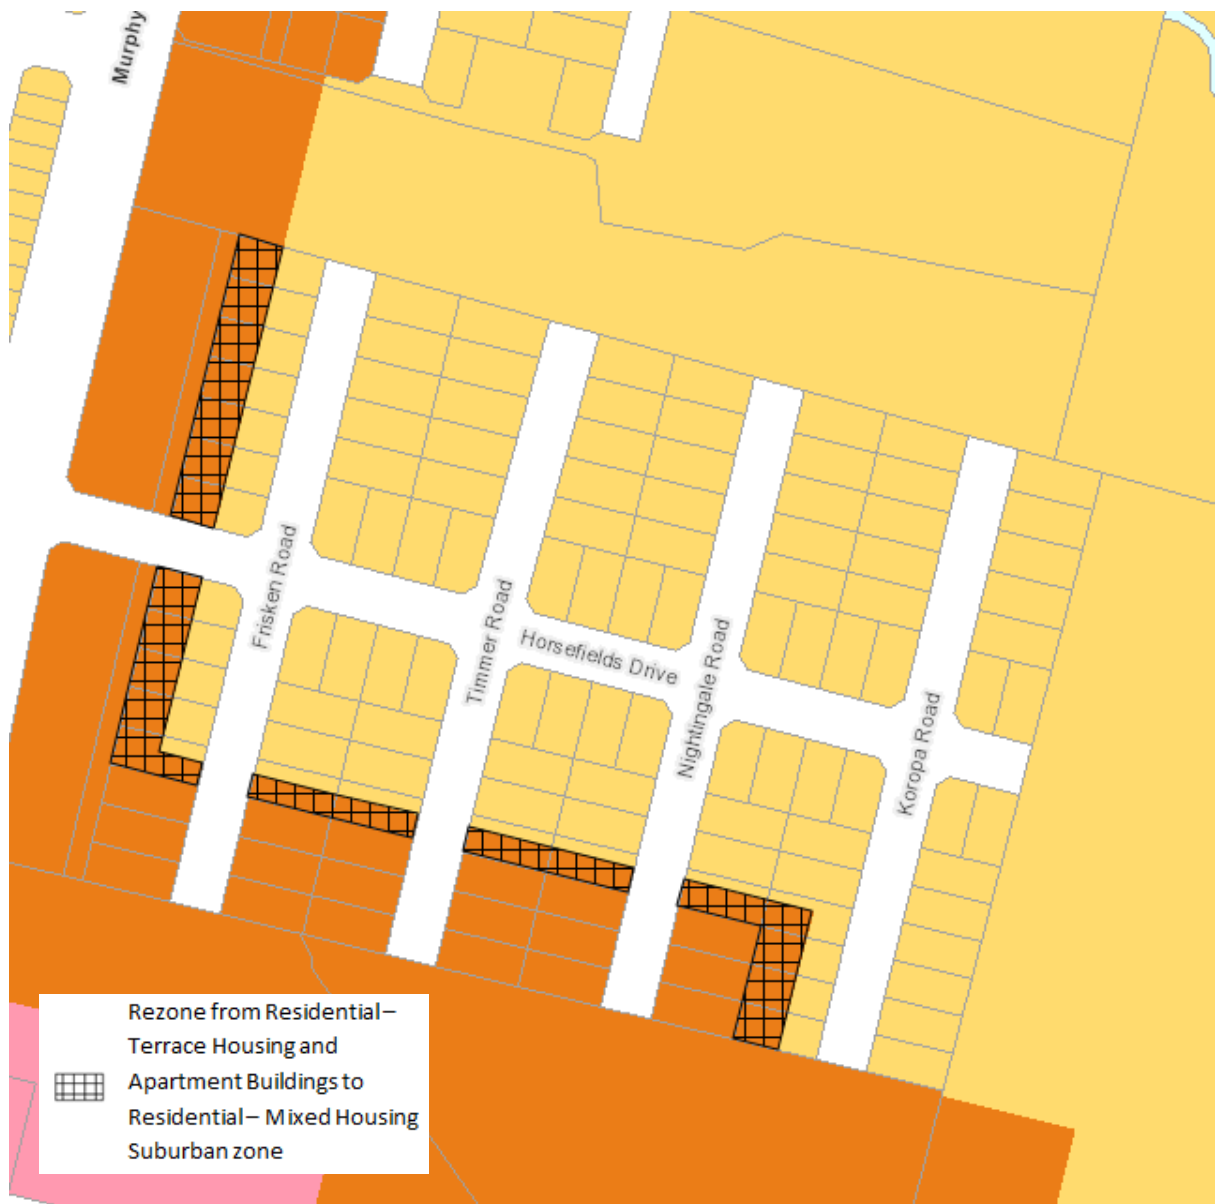 Murphy
Frisken Road
Timmer Road
Horsefields Drive
Nightingale Road
Koropa Road
Rezone from Residential –
Terrace Housing and
Apartment Buildings to
Residential – Mixed Housing
Suburban zone